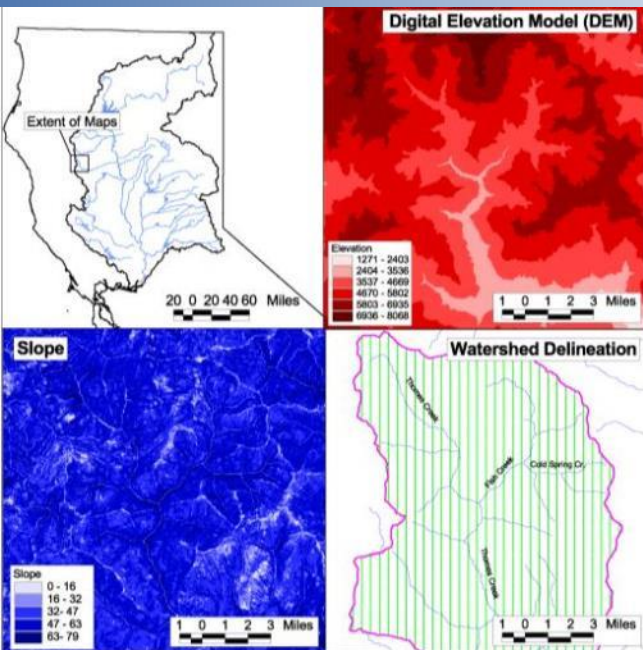 Extent of Maps
20 0 20 40 60 Miles
Digital Elevation Model (DEM)
Elevation
1271 - 2403
2404 - 3536
3537 - 4669
4670 - 5802
5803 - 6935
6936 - 8068
1 0 1 2 3 Miles
Slope
Slope
0 - 16
16 - 32
32- 47
47 - 63
63- 79
1 0 1 2 3 Miles
Watershed Delineation
Thomes Creek
Fish Creek
Cold Spring Cr.
Thomes Creek
1 0 1 2 3 Miles